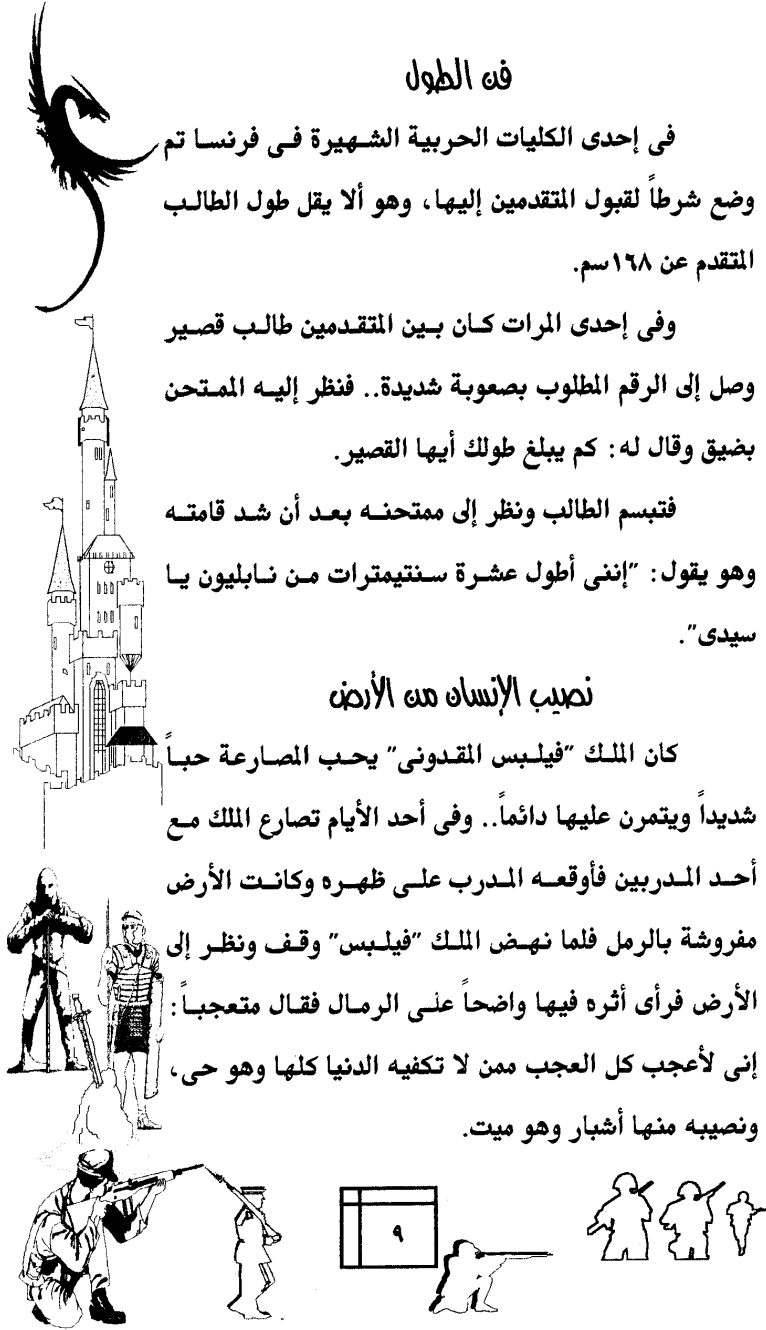 فن الطول
فى إحدى الكليات الحربية الشهيرة فى فرنسا تم
وضع شرطاً لقبول المتقدمين إليها، وهو ألا يقل طول الطالب
المتقدم عن ١٦٨سم.
وفى إحدى المرات كان بين المتقدمين طالب قصير
وصل إلى الرقم المطلوب بصعوبة شديدة.. فنظر إليه الممتحن
بضيق وقال له: كم يبلغ طولك أيها القصير.
فتبسم الطالب ونظر إلى ممتحنه بعد أن شد قامته
وهو يقول: "إننى أطول عشرة سنتيمترات من نابليون يا
سيدى".
نصيب الإنسان من الأرض
كان الملك "فيلبس المقدونى" يحب المصارعة حباً
شديداً ويتمرن عليها دائماً.. وفى أحد الأيام تصارع الملك مع
أحد المدربين فأوقعه المدرب على ظهره وكانت الأرض
مفروشة بالرمل فلما نهض الملك "فيلبس" وقف ونظر إلى
الأرض فرأى أثره فيها واضحاً على الرمال فقال متعجباً:
إنى لأعجب كل العجب ممن لا تكفيه الدنيا كلها وهو حى،
ونصيبه منها أشبار وهو ميت.
٩